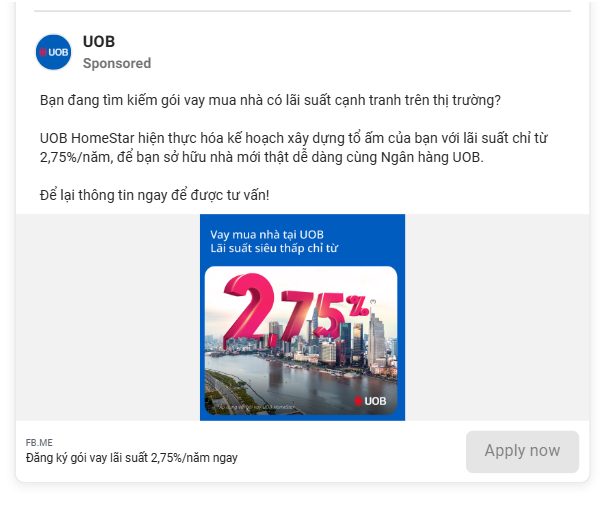 UOB
UOB
Sponsored
Bạn đang tìm kiếm gói vay mua nhà có lãi suất cạnh tranh trên thị trường?
UOB HomeStar hiện thực hóa kế hoạch xây dựng tổ ấm của bạn với lãi suất chỉ từ
2,75%/năm, để bạn sở hữu nhà mới thật dễ dàng cùng Ngân hàng UOB.
Để lại thông tin ngay để được tư vấn!
Vay mua nhà tại UOB
Lãi suất siêu thấp chỉ từ
2,75%
UOB
FB.ME
Đăng ký gói vay lãi suất 2,75%/năm ngay
Apply now